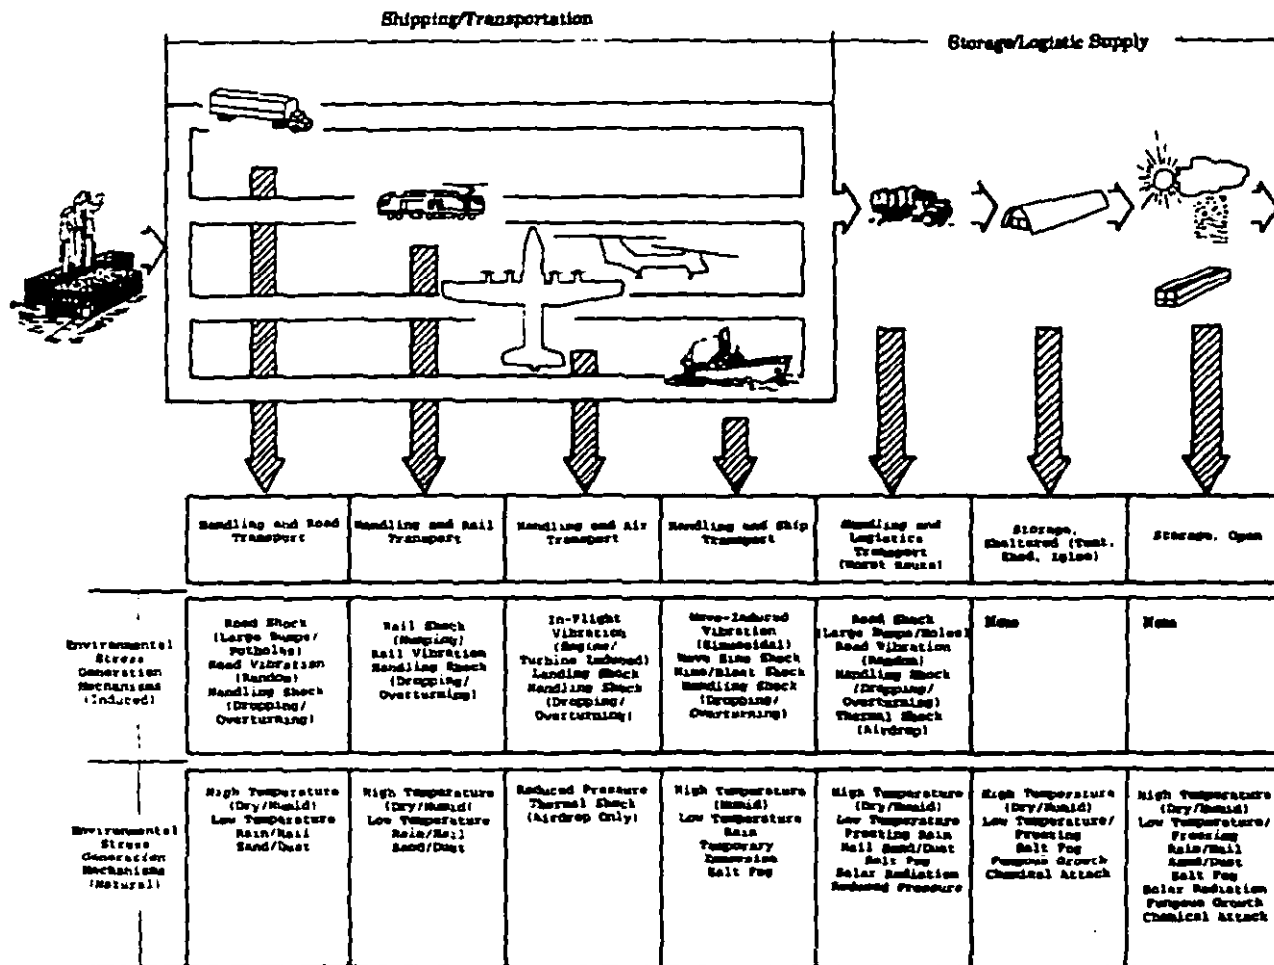 Shipping/Transportation
Storage/Logistic Supply
Handling and Road
Transport
Handling and Rail
Transport
Handling and Air
Transport
Handling and Ship
Transport
Handling and
Logistics
Transport
(Worst Route)
Storage,
Sheltered (Tent,
Shed, Igloo)
Storage, Open
Environmental
Stress
Generation
Mechanisms
(Induced)
Road Shock
(Large Bumps/
Potholes)
Road Vibration
(Random)
Handling Shock
(Dropping/
Overturning)
Rail Shock
(Humping)
Rail Vibration
Handling Shock
(Dropping/
Overturning)
In-Flight
Vibration
(Engine/
Turbine Induced)
Landing Shock
Handling Shock
(Dropping/
Overturning)
Wave-Induced
Vibration
(Sinusoidal)
Wave Sine Shock
Mine/Blast Shock
Handling Shock
(Dropping/
Overturning)
Road Shock
(Large Bumps/Holes)
Road Vibration
(Random)
Handling Shock
(Dropping/
Overturning)
Thermal Shock
(Airdrop)
None
None
Environmental
Stress
Generation
Mechanisms
(Natural)
High Temperature
(Dry/Humid)
Low Temperature
Rain/Hail
Sand/Dust
High Temperature
(Dry/Humid)
Low Temperature
Rain/Hail
Sand/Dust
Reduced Pressure
Thermal Shock
(Airdrop Only)
High Temperature
(Humid)
Low Temperature
Rain
Temporary
Immersion
Salt Fog
High Temperature
(Dry/Humid)
Low Temperature
Freezing Rain
Hail Sand/Dust
Salt Fog
Solar Radiation
Reduced Pressure
High Temperature
(Dry/Humid)
Low Temperature/
Freezing
Salt Fog
Fungous Growth
Chemical Attack
High Temperature
(Dry/Humid)
Low Temperature/
Freezing
Rain/Hail
Sand/Dust
Salt Fog
Solar Radiation
Fungous Growth
Chemical Attack